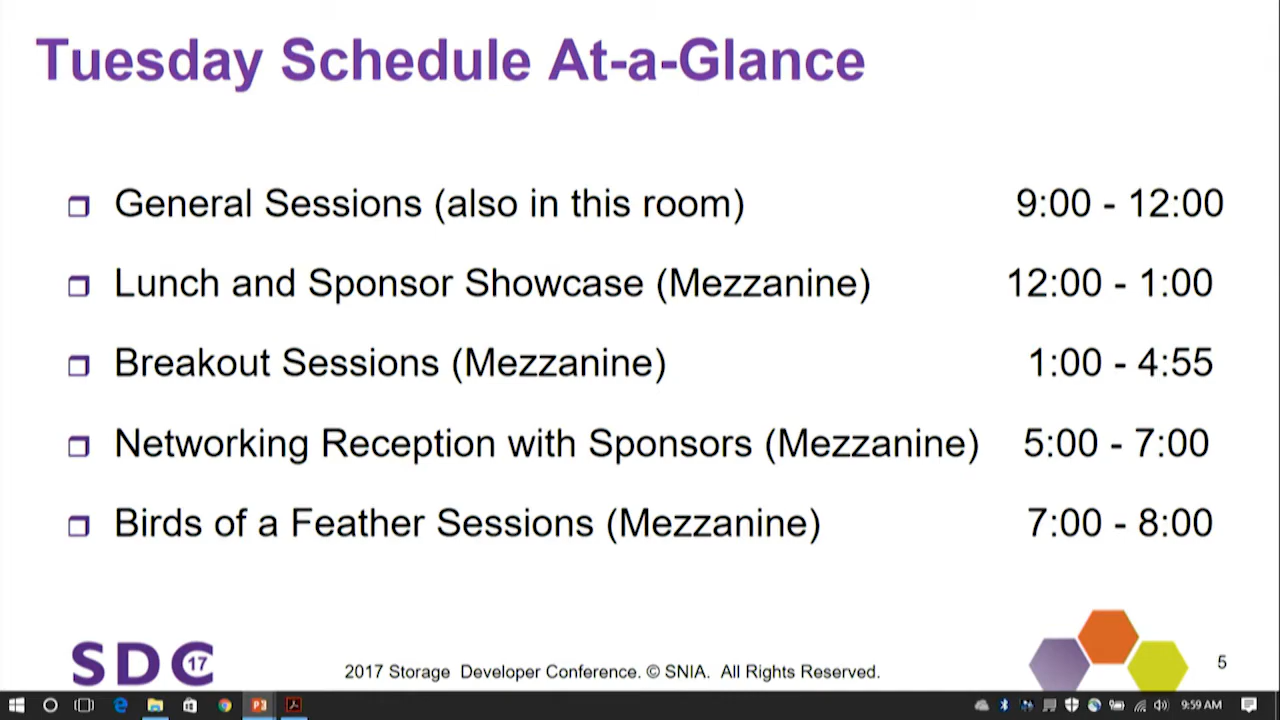 Tuesday Schedule At-a-Glance
General Sessions (also in this room) 9:00 - 12:00
Lunch and Sponsor Showcase (Mezzanine) 12:00 - 1:00
Breakout Sessions (Mezzanine) 1:00 - 4:55
Networking Reception with Sponsors (Mezzanine) 5:00 - 7:00
Birds of a Feather Sessions (Mezzanine) 7:00 - 8:00
SDC 17
2017 Storage Developer Conference. © SNIA. All Rights Reserved.
5
9:59 AM